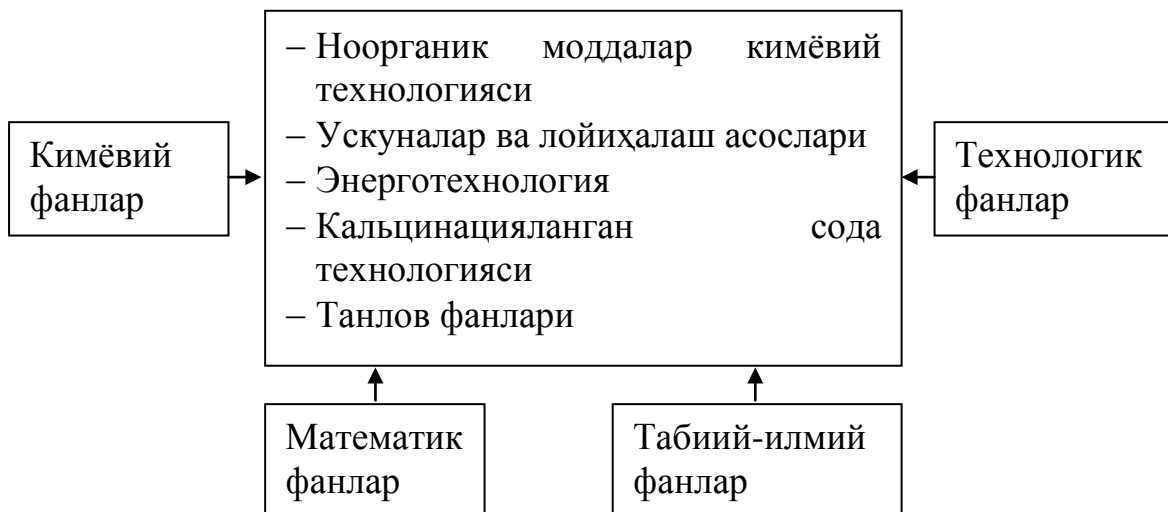 – Ноорганик моддалар кимёвий
технологияси
– Ускуналар ва лойиҳалаш асослари
– Энерготехнология
– Кальцинацияланган сода
технологияси
– Танлов фанлари
Кимёвий
фанлар
Технологик
фанлар
Математик
фанлар
Табиий-илмий
фанлар